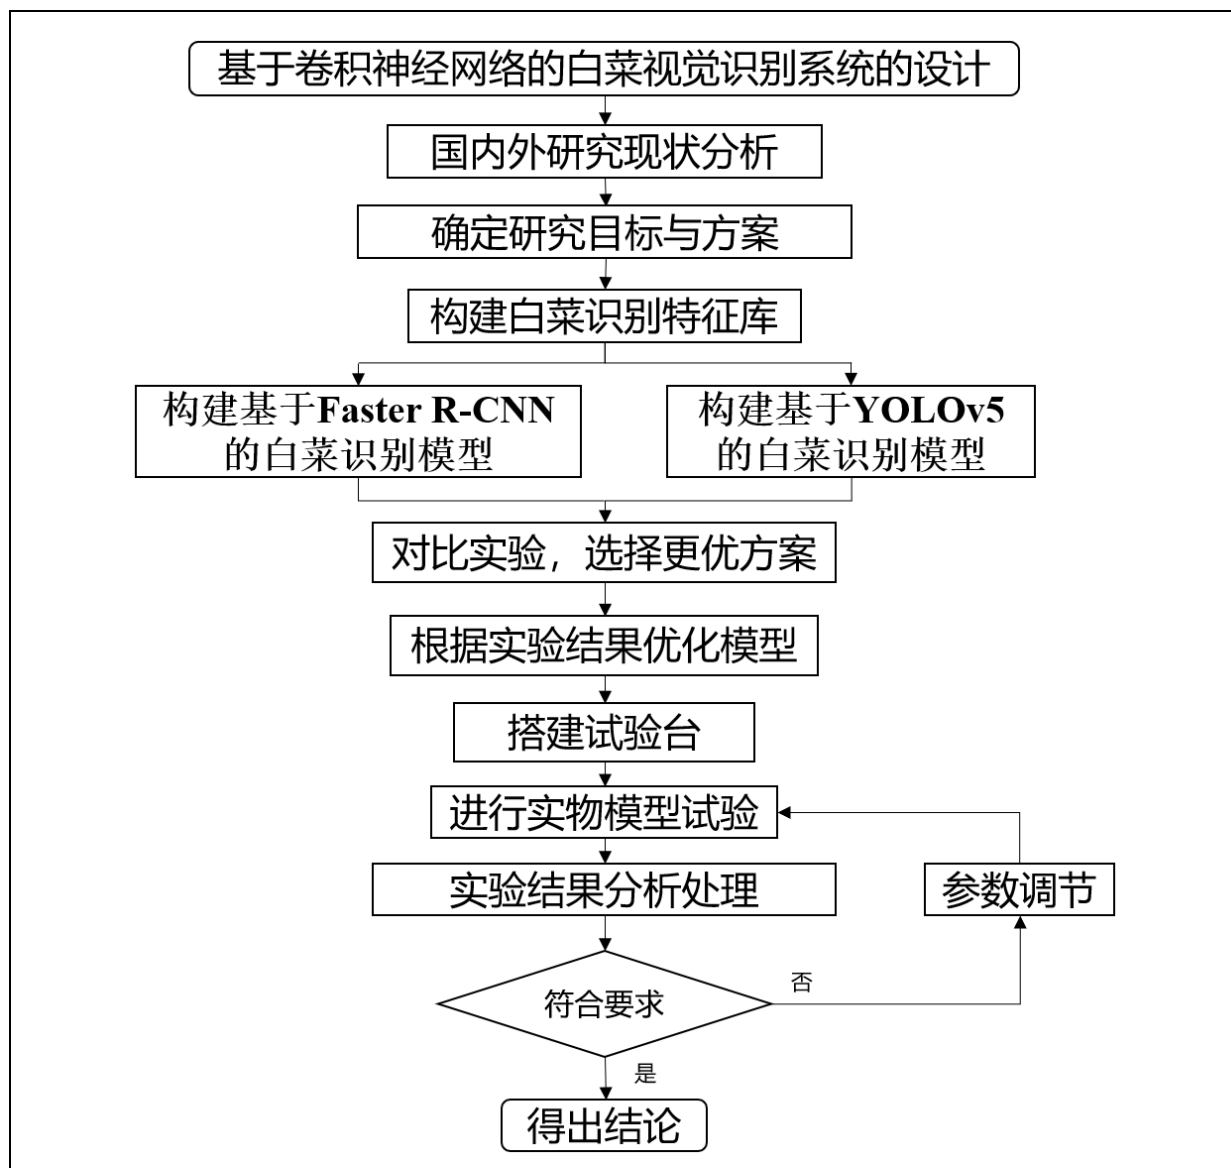 基于卷积神经网络的白菜视觉识别系统的设计
国内外研究现状分析
确定研究目标与方案
构建白菜识别特征库
构建基于Faster R-CNN
的白菜识别模型
构建基于YOLOv5
的白菜识别模型
对比实验，选择更优方案
根据实验结果优化模型
搭建试验台
进行实物模型试验
实验结果分析处理
参数调节
符合要求
否
是
得出结论